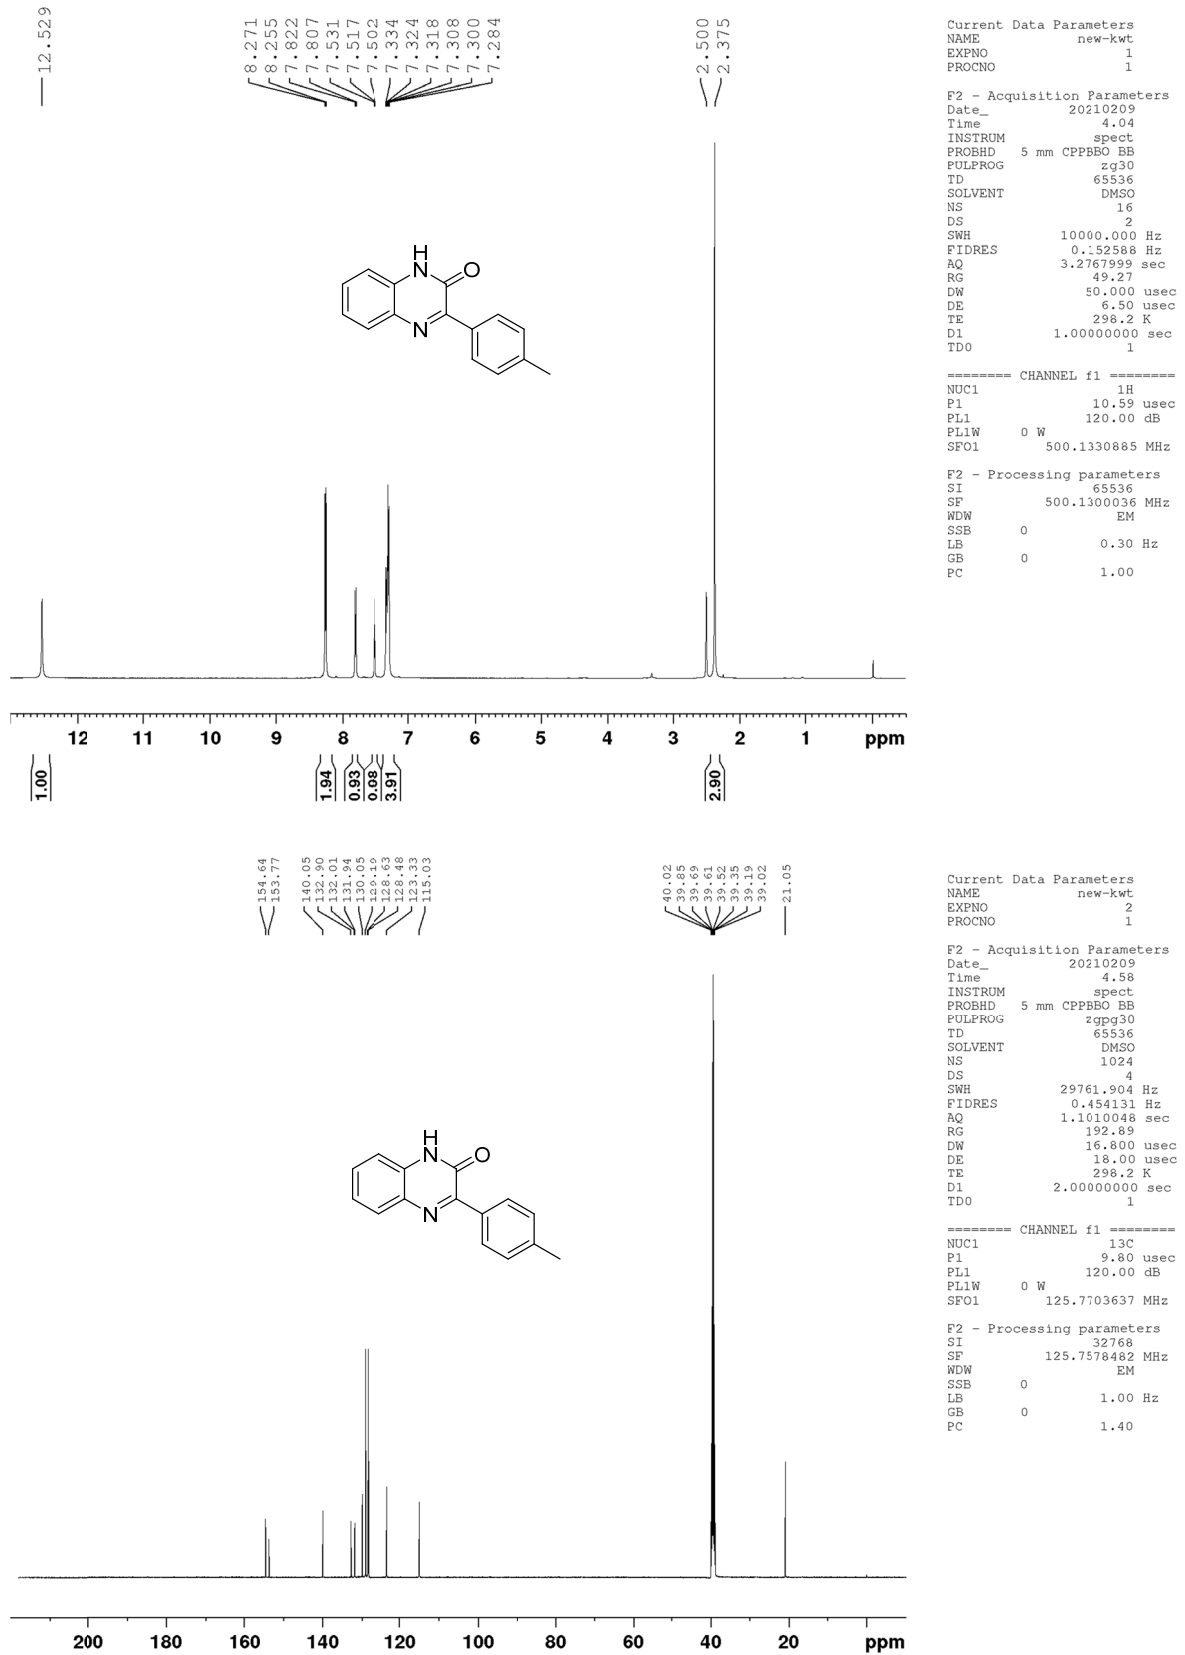 12.529
8.271
8.255
7.822
7.807
7.531
7.517
7.502
7.334
7.324
7.318
7.308
7.300
7.284
2.500
2.375
Current Data Parameters
NAME new-kwt
EXPNO 1
PROCNO 1
F2 - Acquisition Parameters
Date_ 20210209
Time 4.04
INSTRUM spect
PROBHD 5 mm CPPBBO BB
PULPROG zg30
TD 65536
SOLVENT DMSO
NS 16
DS 2
SWH 10000.000 Hz
FIDRES 0.152588 Hz
AQ 3.2767999 sec
RG 49.27
DW 50.000 usec
DE 6.50 usec
TE 298.2 K
D1 1.00000000 sec
TD0 1
======== CHANNEL f1 ========
NUC1 1H
P1 10.59 usec
PL1 120.00 dB
PL1W 0 W
SFO1 500.1330885 MHz
F2 - Processing parameters
SI 65536
SF 500.1300036 MHz
WDW EM
SSB 0
LB 0.30 Hz
GB 0
PC 1.00
H
N O
N
12 11 10 9 8 7 6 5 4 3 2 1 ppm
1.00
1.94
0.93
0.98
3.91
2.90
154.64
153.77
140.05
132.90
132.01
131.94
130.05
129.19
128.63
128.48
123.33
115.03
40.02
39.85
39.69
39.61
39.52
39.35
39.19
39.02
21.05
Current Data Parameters
NAME new-kwt
EXPNO 2
PROCNO 1
F2 - Acquisition Parameters
Date_ 20210209
Time 4.58
INSTRUM spect
PROBHD 5 mm CPPBBO BB
PULPROG zgpg30
TD 65536
SOLVENT DMSO
NS 1024
DS 4
SWH 29761.904 Hz
FIDRES 0.454131 Hz
AQ 1.1010048 sec
RG 192.89
DW 16.800 usec
DE 18.00 usec
TE 298.2 K
D1 2.00000000 sec
TD0 1
======== CHANNEL f1 ========
NUC1 13C
P1 9.80 usec
PL1 120.00 dB
PL1W 0 W
SFO1 125.7703637 MHz
F2 - Processing parameters
SI 32768
SF 125.7578482 MHz
WDW EM
SSB 0
LB 1.00 Hz
GB 0
PC 1.40
H
N O
N
200 180 160 140 120 100 80 60 40 20 ppm